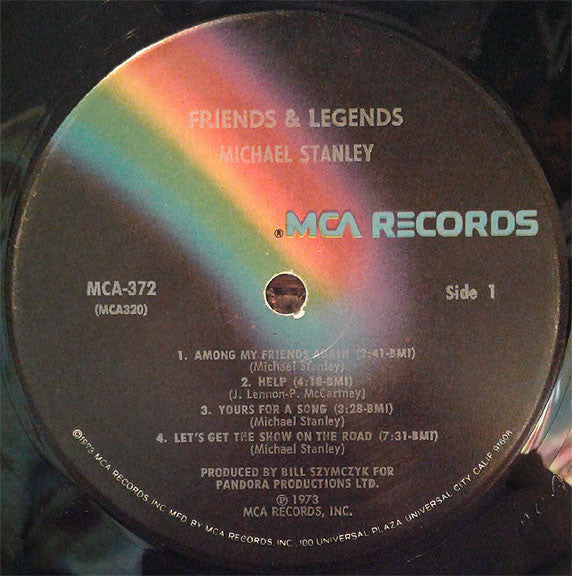 FRIENDS & LEGENDS
MICHAEL STANLEY
® MCA RECORDS
MCA-372
(MCA320)
Side 1
1. AMONG MY FRIENDS AGAIN (2:41-BMI)
(Michael Stanley)
2. HELP (4:18-BMI)
(J. Lennon-P. McCartney)
3. YOURS FOR A SONG (3:28-BMI)
(Michael Stanley)
4. LET'S GET THE SHOW ON THE ROAD (7:31-BMI)
(Michael Stanley)
PRODUCED BY BILL SZYMCZYK FOR
PANDORA PRODUCTIONS LTD.
℗ 1973
MCA RECORDS, INC.
©1973 MCA RECORDS, INC. MFG BY MCA RECORDS, INC., 100 UNIVERSAL PLAZA, UNIVERSAL CITY, CALIF. 91608